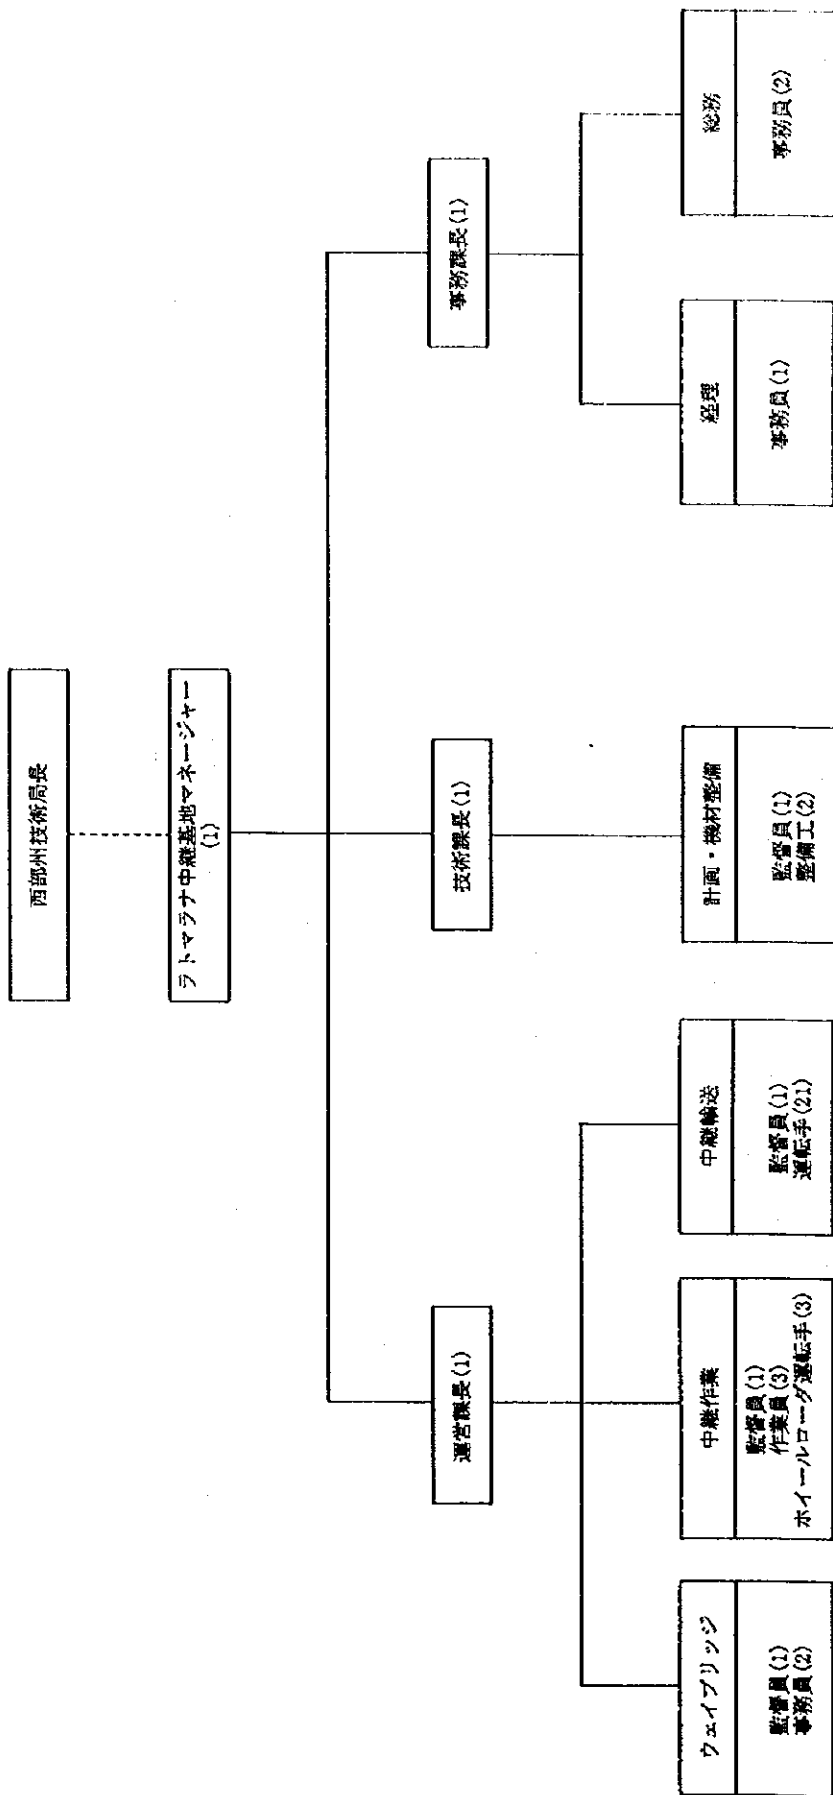 西部州技術局長
ラトマラナ中継基地マネージャー
(1)
運営課長(1)
技術課長(1)
事務課長(1)
ウェイブリッジ
監督員(1)
事務員(2)
中継作業
監督員(1)
作業員(3)
ホイールローダ運転手(3)
中継輸送
監督員(1)
運転手(21)
計画・機材整備
監督員(1)
整備工(2)
経理
事務員(1)
総務
事務員(2)